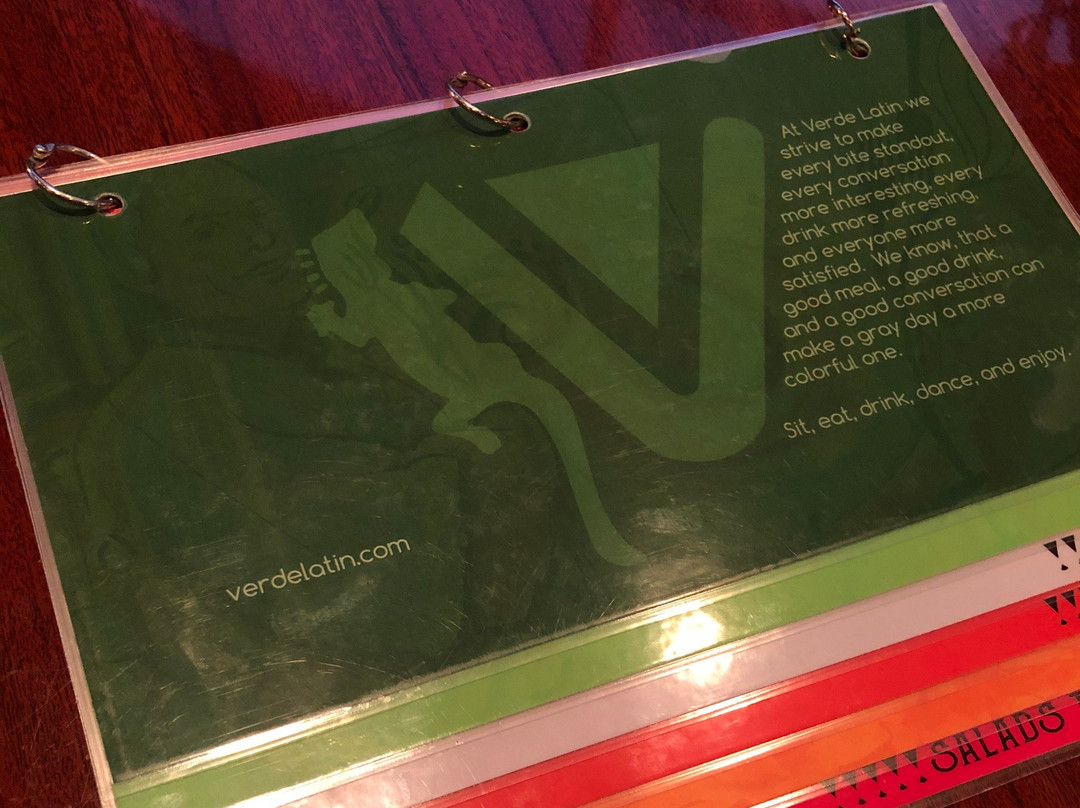 At Verde Latin we
strive to make
every bite standout,
every conversation
more interesting, every
drink more refreshing,
and everyone more
satisfied. We know, that a
good meal, a good drink,
and a good conversation can
make a gray day a more
colorful one.
Sit, eat, drink, dance, and enjoy.
verdelatin.com
SALADS